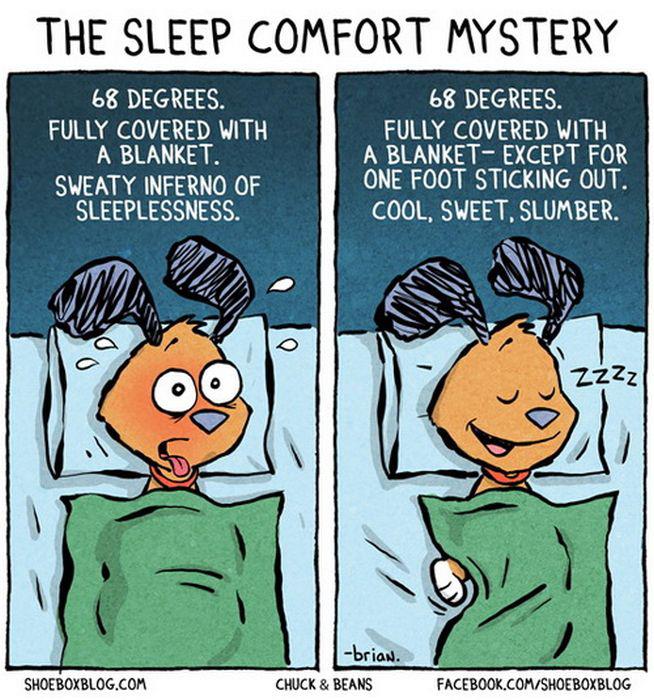 THE SLEEP COMFORT MYSTERY
68 DEGREES.
FULLY COVERED WITH
A BLANKET.
SWEATY INFERNO OF
SLEEPLESSNESS.
68 DEGREES.
FULLY COVERED WITH
A BLANKET- EXCEPT FOR
ONE FOOT STICKING OUT.
COOL, SWEET, SLUMBER.
ZZZZ
-brian.
SHOEBOXBLOG.COM
CHUCK & BEANS
FACEBOOK.COM/SHOEBOXBLOG